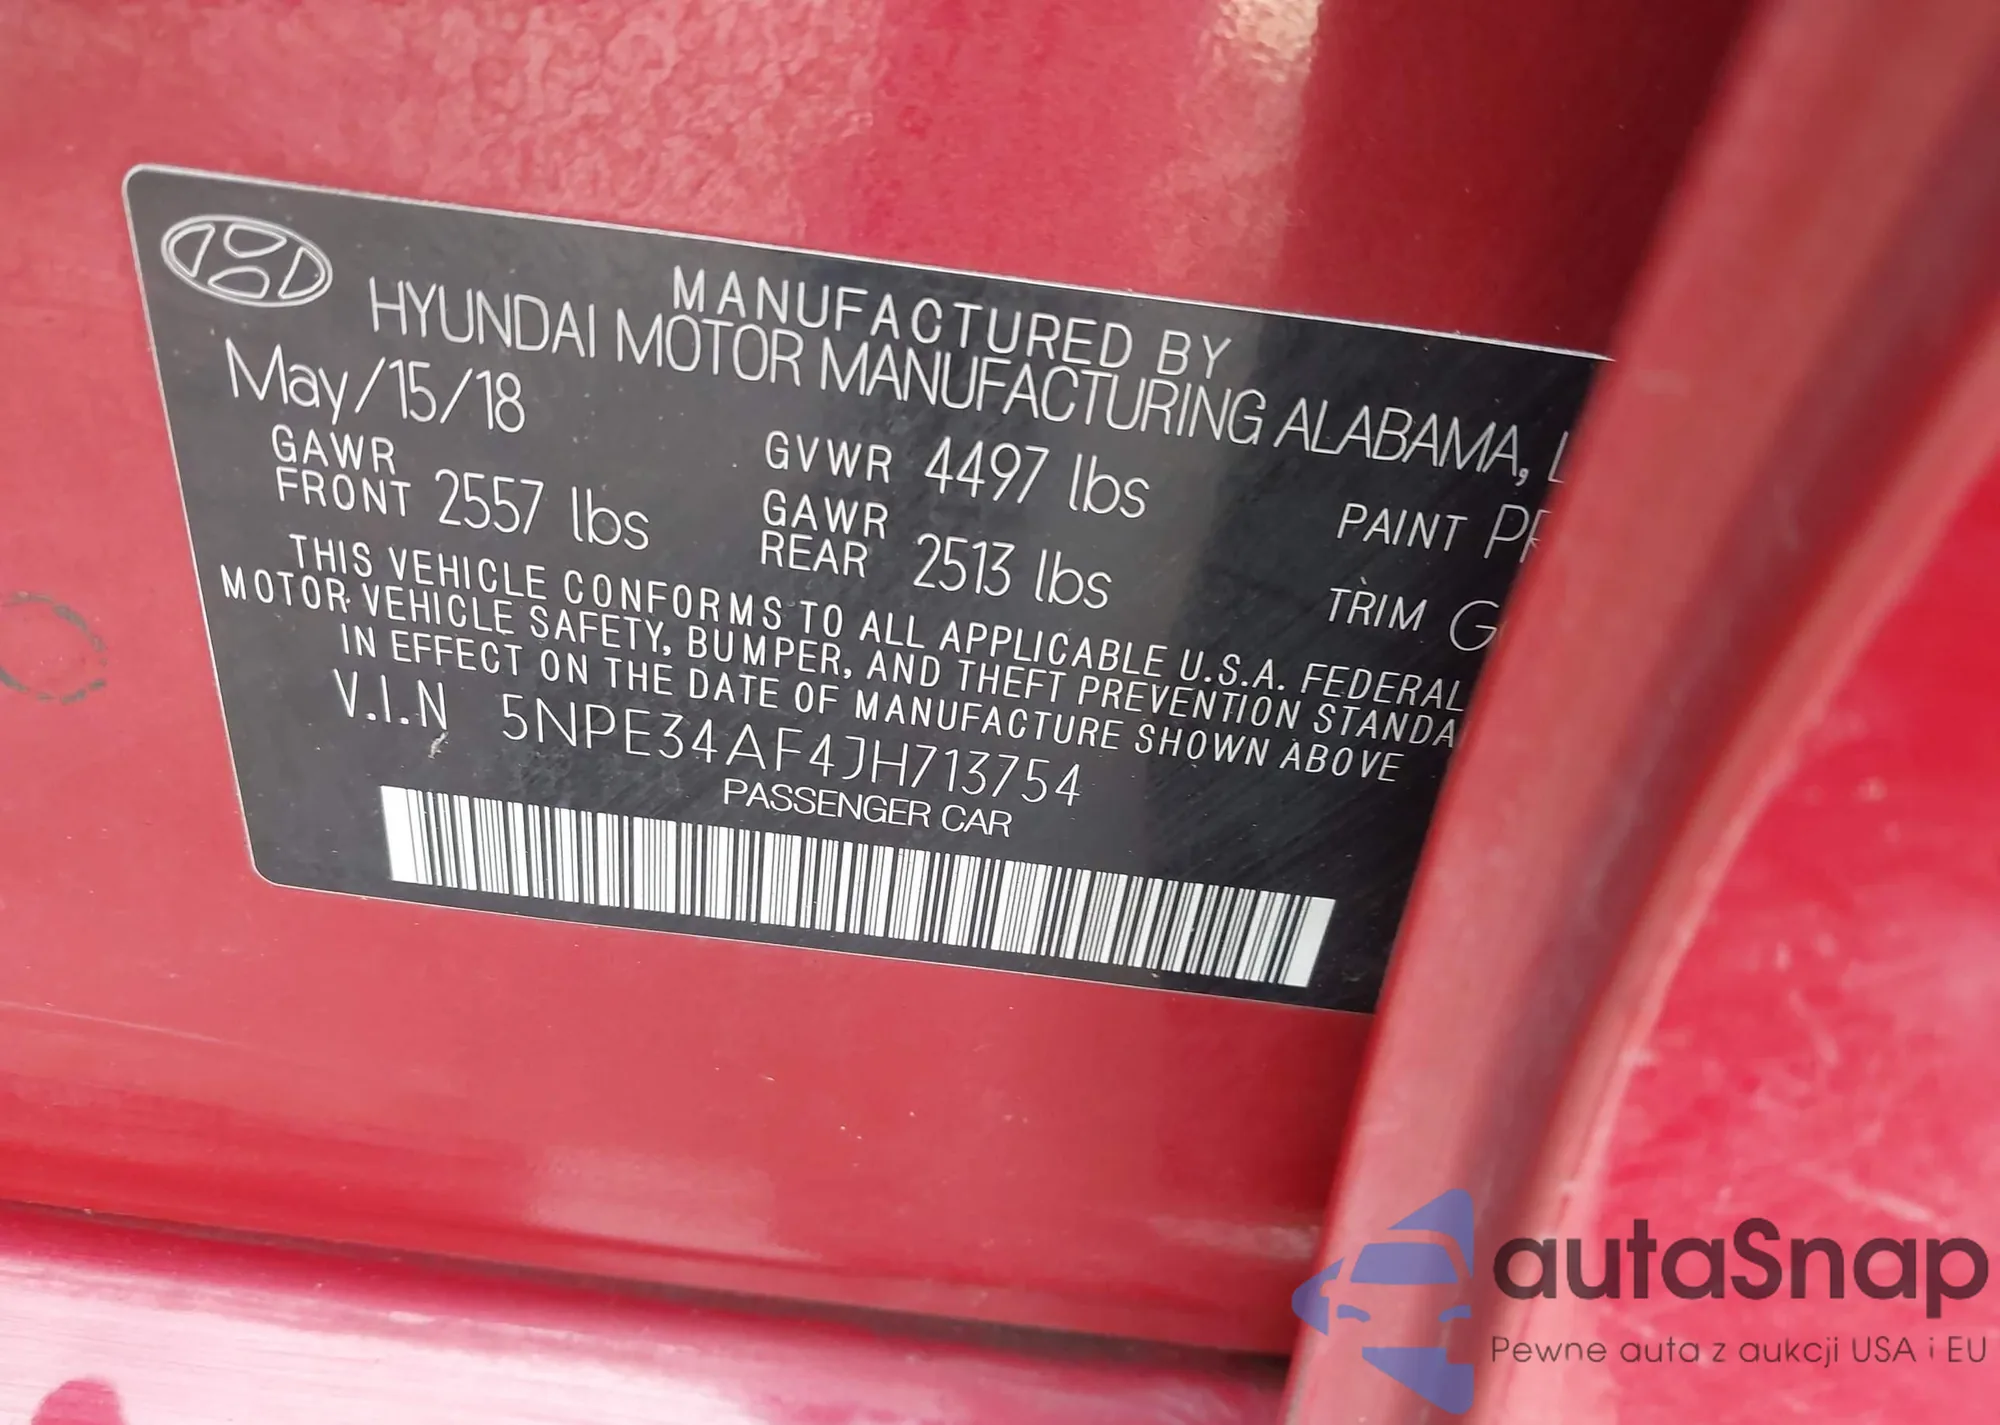 MANUFACTURED BY
HYUNDAI MOTOR MANUFACTURING ALABAMA, L
May/15/18
GAWR FRONT 2557 lbs
GVWR 4497 lbs
GAWR REAR 2513 lbs
PAINT PR
TRIM G
THIS VEHICLE CONFORMS TO ALL APPLICABLE U.S.A. FEDERAL
MOTOR VEHICLE SAFETY, BUMPER, AND THEFT PREVENTION STANDA
IN EFFECT ON THE DATE OF MANUFACTURE SHOWN ABOVE
V.I.N 5NPE34AF4JH713754
PASSENGER CAR
autaSnap
Pewne auta z aukcji USA i EU